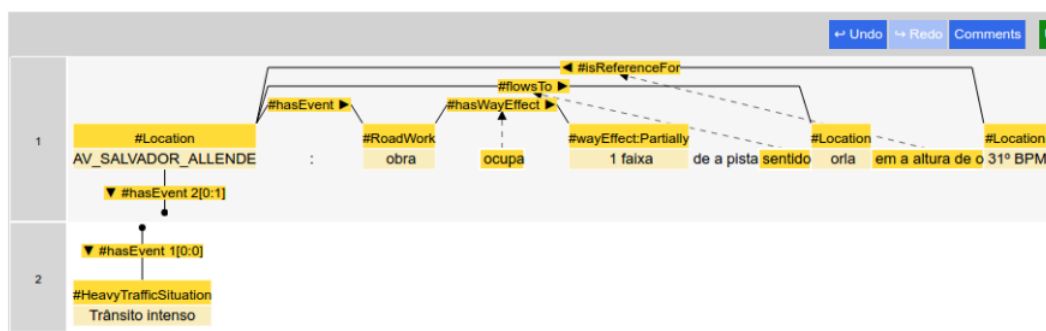 ↩ Undo ↪ Redo Comments
◀ #isReferenceFor
#flowsTo ▶
#hasEvent ▶ #hasWayEffect ▶
#Location #RoadWork #wayEffect:Partially #Location #Location
1 AV_SALVADOR_ALLENDE : obra ocupa 1 faixa de a pista sentido orla em a altura de o 31º BPM
▼ #hasEvent 2[0:1]
▼ #hasEvent 1[0:0]
2
#HeavyTrafficSituation
Trânsito intenso